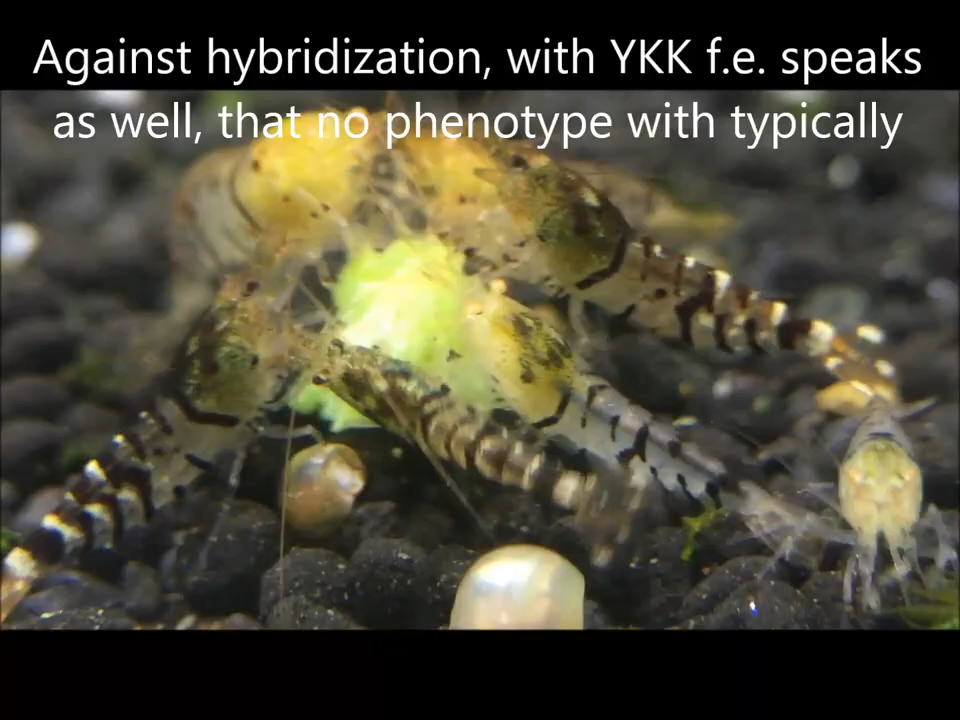 Against hybridization, with YKK f.e. speaks
as well, that no phenotype with typically